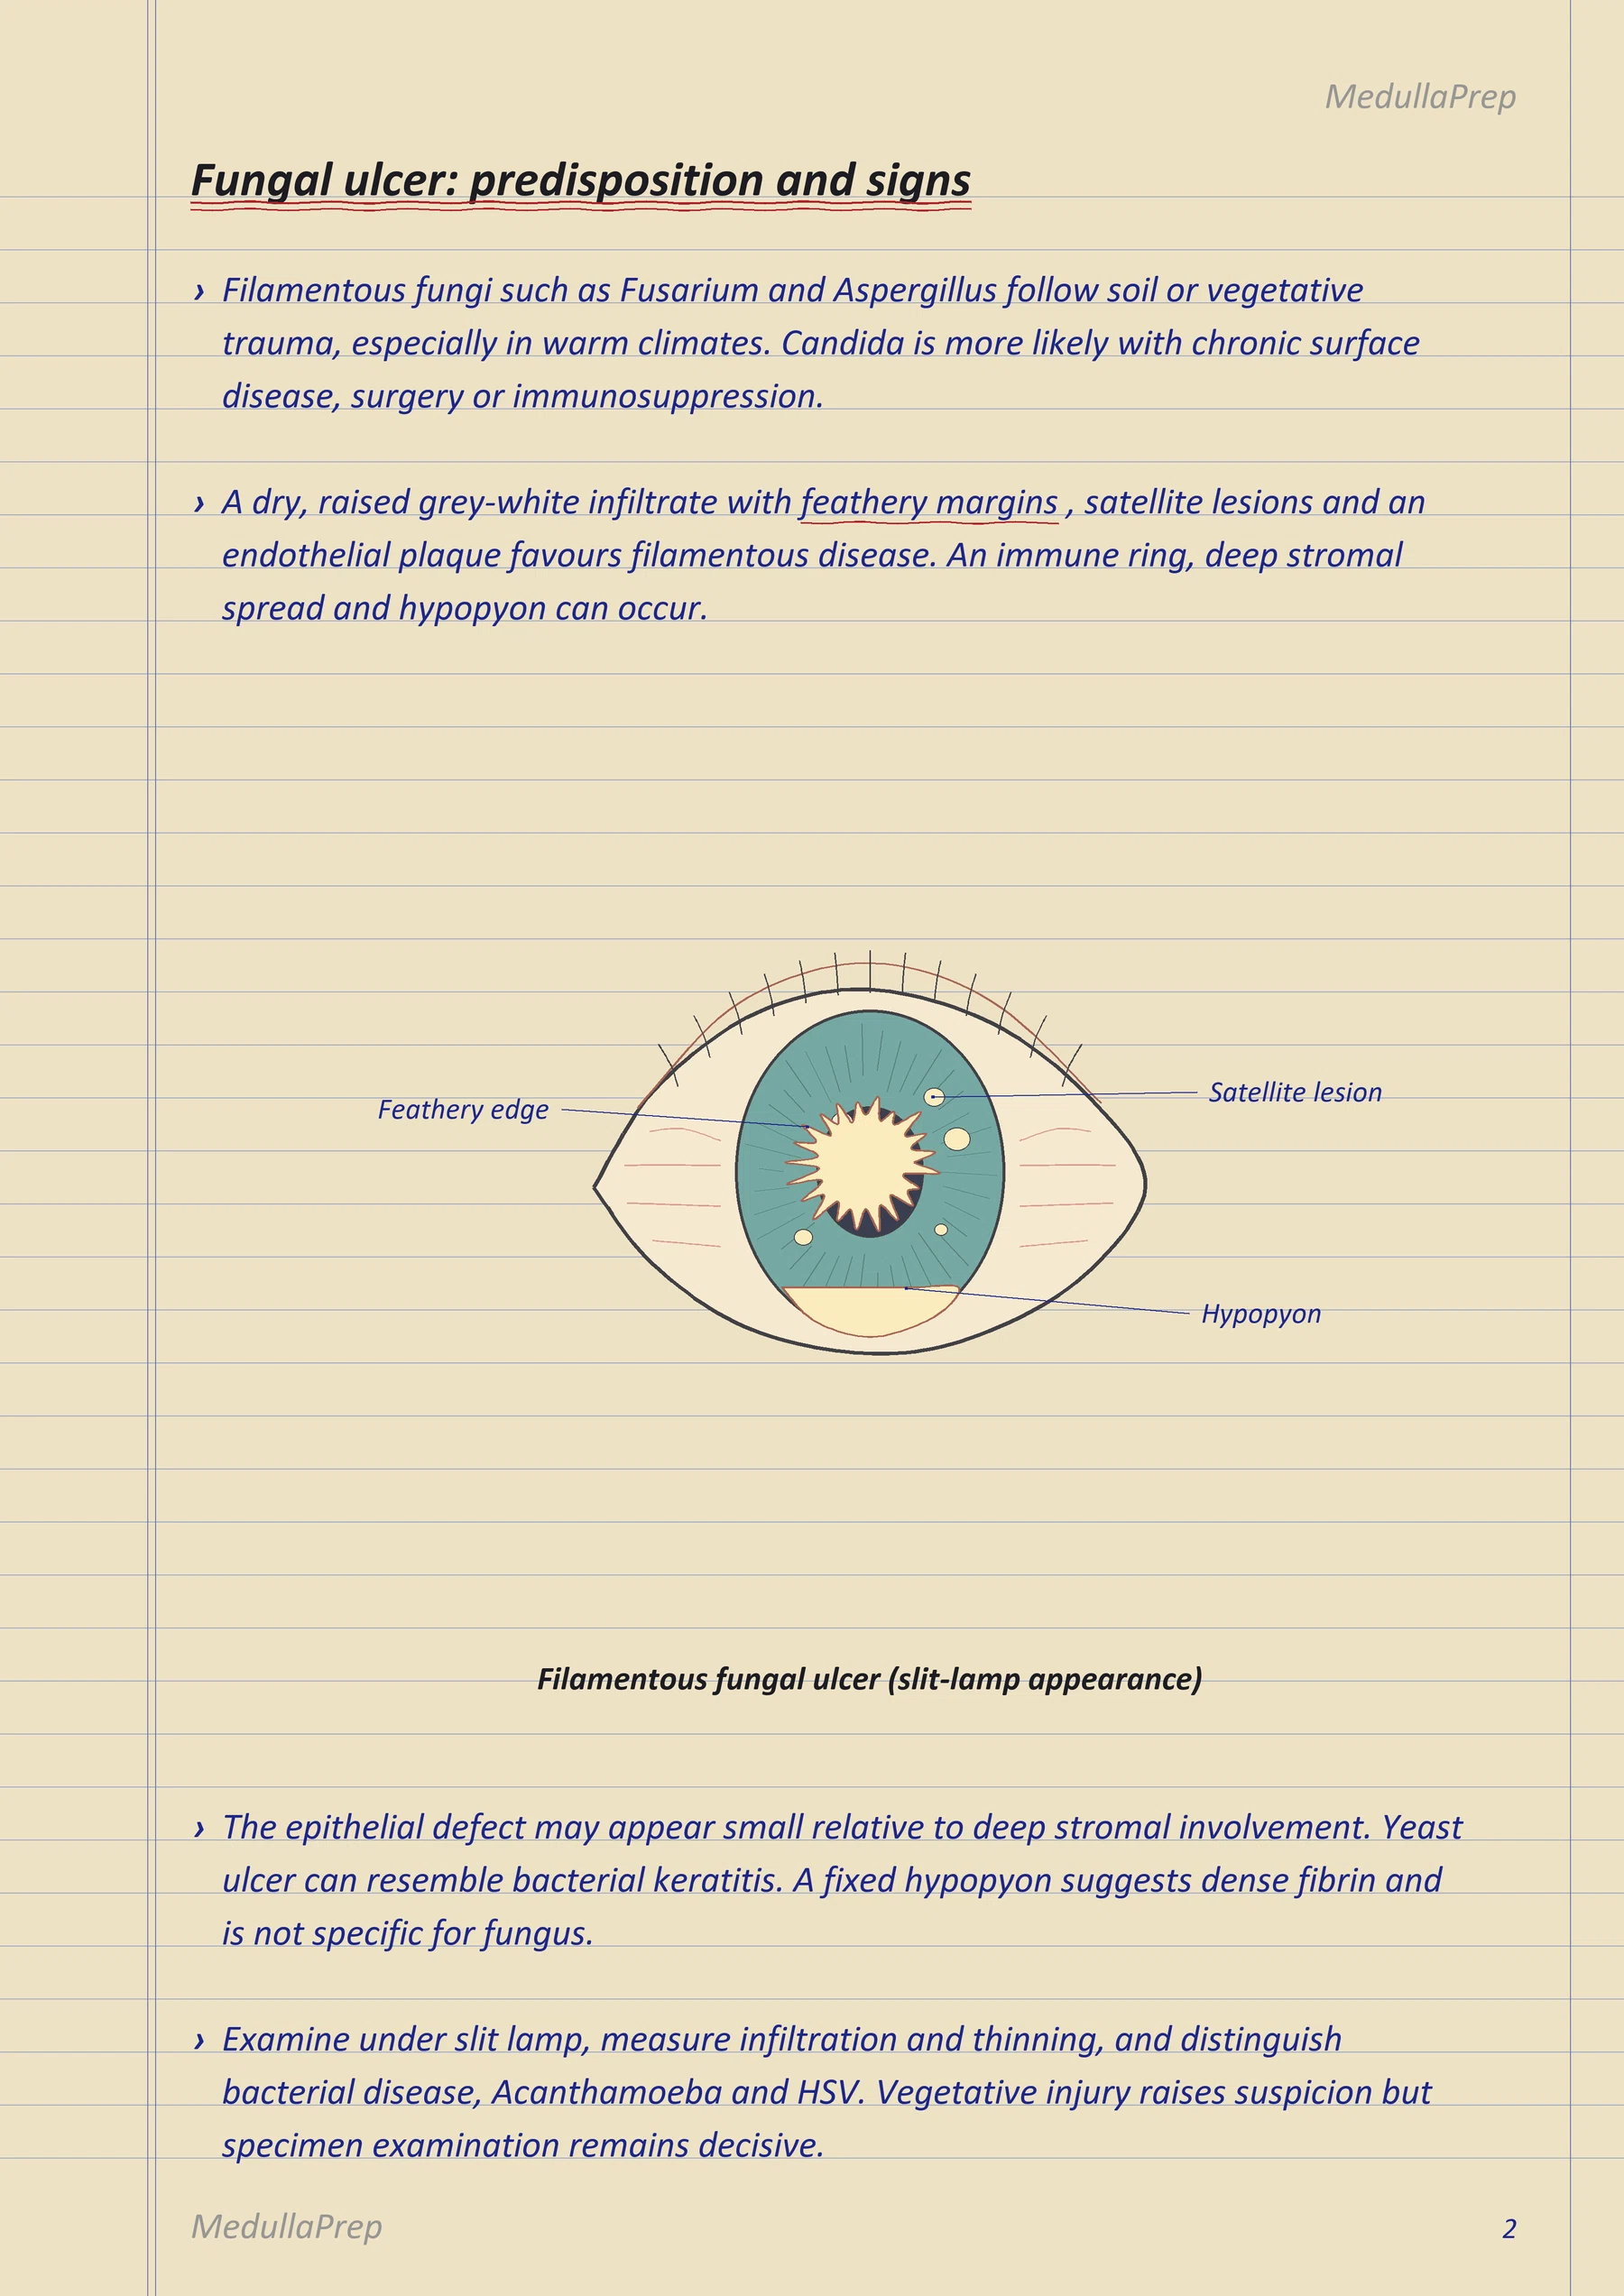 MedullaPrep
Fungal ulcer: predisposition and signs
› Filamentous fungi such as Fusarium and Aspergillus follow soil or vegetative
trauma, especially in warm climates. Candida is more likely with chronic surface
disease, surgery or immunosuppression.
› A dry, raised grey-white infiltrate with feathery margins , satellite lesions and an
endothelial plaque favours filamentous disease. An immune ring, deep stromal
spread and hypopyon can occur.
Satellite lesion
Feathery edge
Hypopyon
Filamentous fungal ulcer (slit-lamp appearance)
› The epithelial defect may appear small relative to deep stromal involvement. Yeast
ulcer can resemble bacterial keratitis. A fixed hypopyon suggests dense fibrin and
is not specific for fungus.
› Examine under slit lamp, measure infiltration and thinning, and distinguish
bacterial disease, Acanthamoeba and HSV. Vegetative injury raises suspicion but
specimen examination remains decisive.
MedullaPrep
2